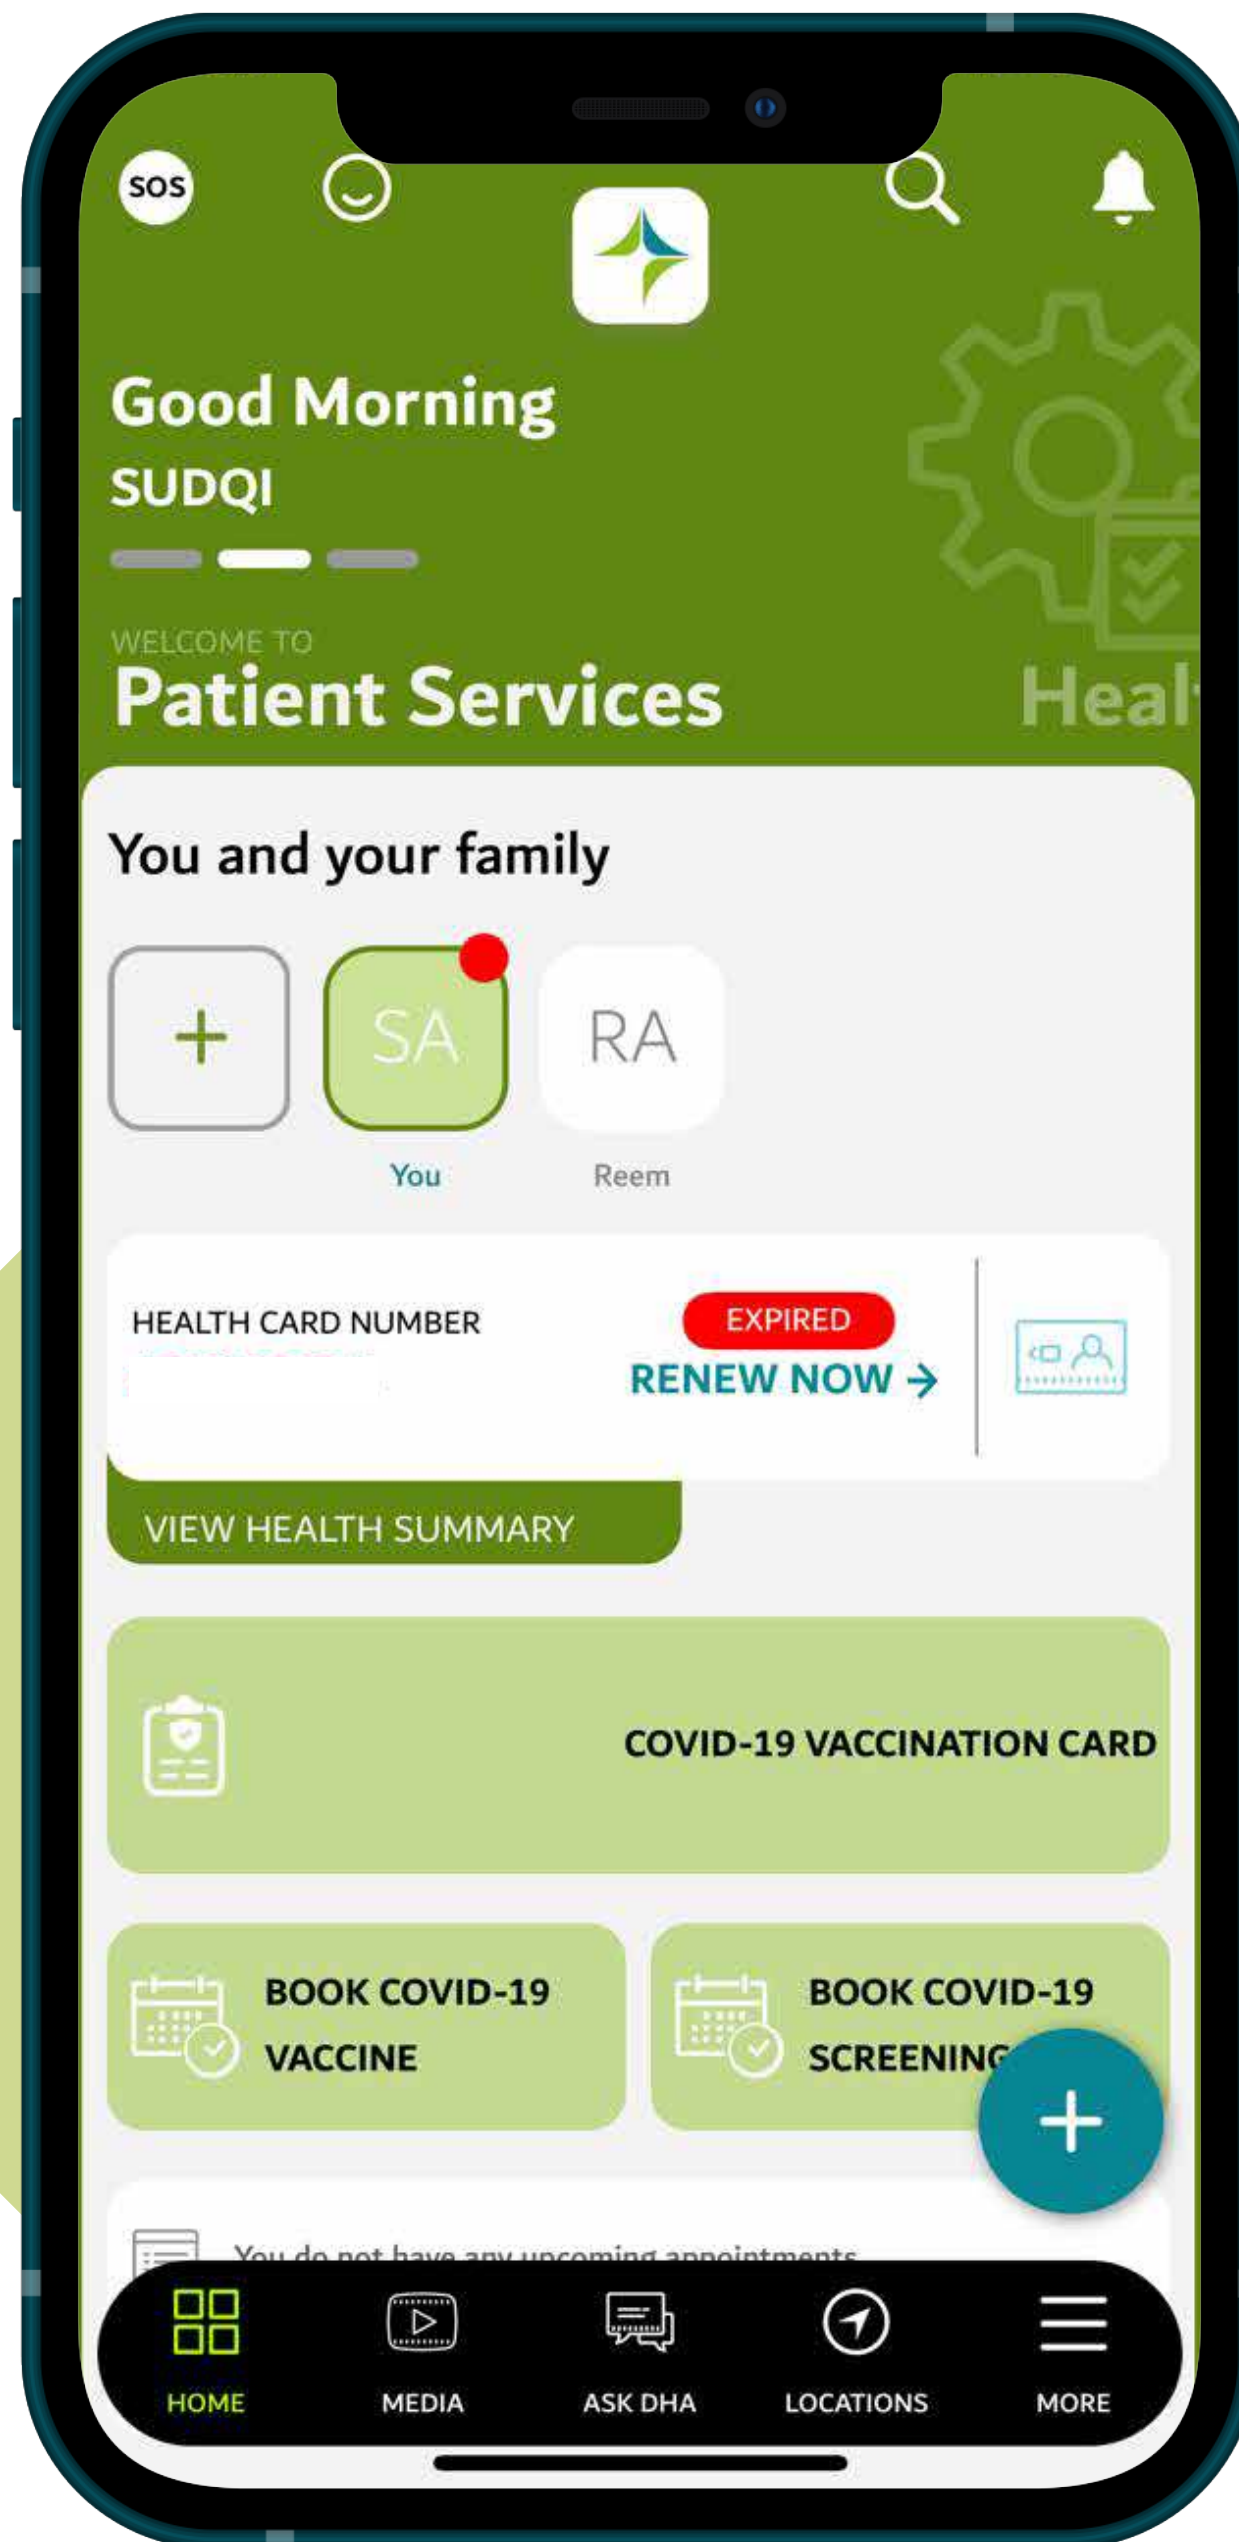 SOS
Good Morning
SUDQI
WELCOME TO
Patient Services
Heal
You and your family
SA
RA
You
Reem
HEALTH CARD NUMBER
EXPIRED
RENEW NOW →
VIEW HEALTH SUMMARY
COVID-19 VACCINATION CARD
BOOK COVID-19
VACCINE
BOOK COVID-19
SCREENING
You do not have any upcoming appointments
HOME
MEDIA
ASK DHA
LOCATIONS
MORE